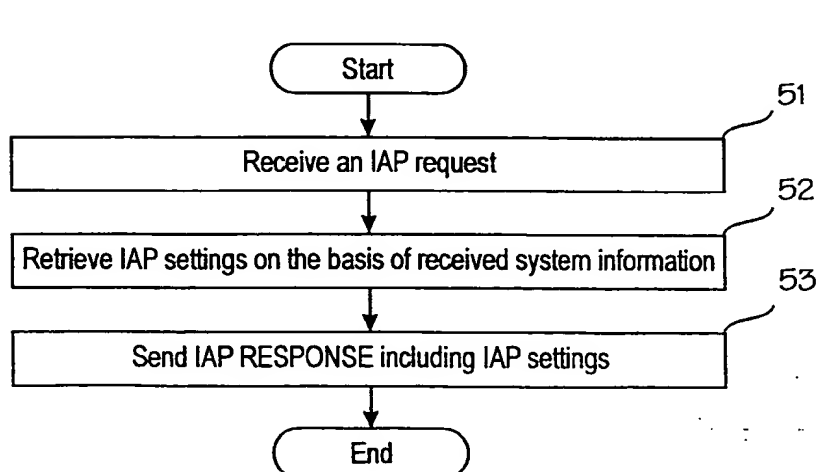 Start
51
Receive an IAP request
52
Retrieve IAP settings on the basis of received system information
53
Send IAP RESPONSE including IAP settings
End